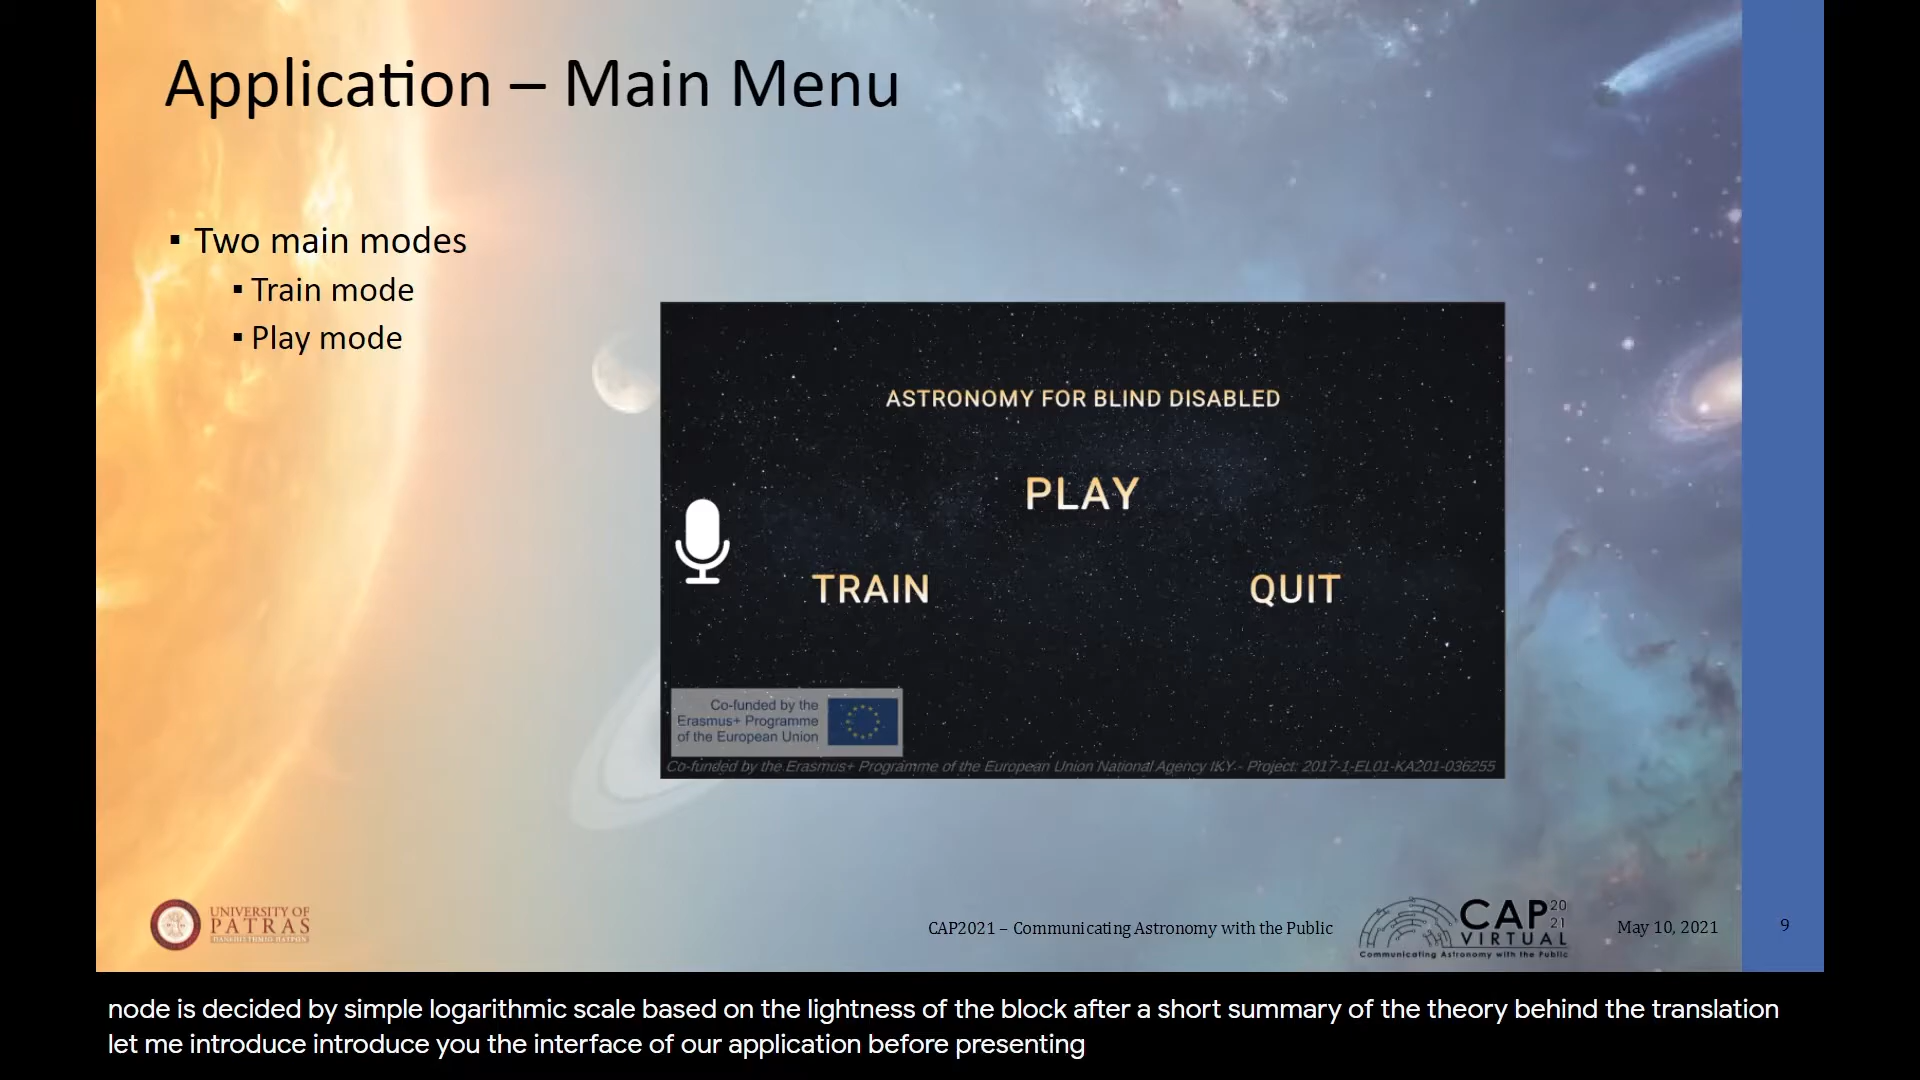 Application – Main Menu
▪ Two main modes
▪ Train mode
▪ Play mode
ASTRONOMY FOR BLIND DISABLED
PLAY
TRAIN
QUIT
Co-funded by the
Erasmus+ Programme
of the European Union
Co-funded by the Erasmus+ Programme of the European Union National Agency IKY - Project: 2017-1-EL01-KA201-036255
UNIVERSITY OF
PATRAS
ΠΑΝΕΠΙΣΤΗΜΙΟ ΠΑΤΡΩΝ
CAP2021 – Communicating Astronomy with the Public
CAP 20
21
VIRTUAL
Communicating Astronomy with the Public
May 10, 2021
9
node is decided by simple logarithmic scale based on the lightness of the block after a short summary of the theory behind the translation
let me introduce introduce you the interface of our application before presenting